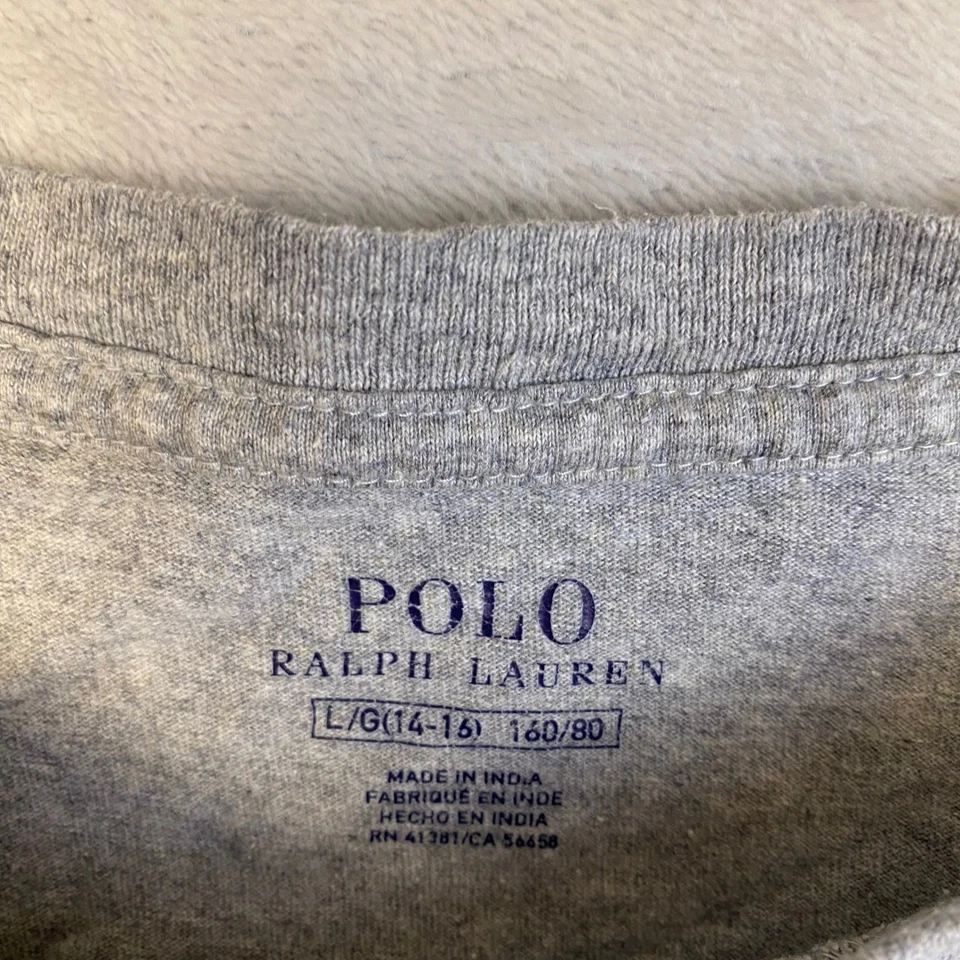 POLO
RALPH LAUREN
L/G(14-16) 160/80
MADE IN INDIA
FABRIQUÉ EN INDE
HECHO EN INDIA
RN 41381/CA 56658